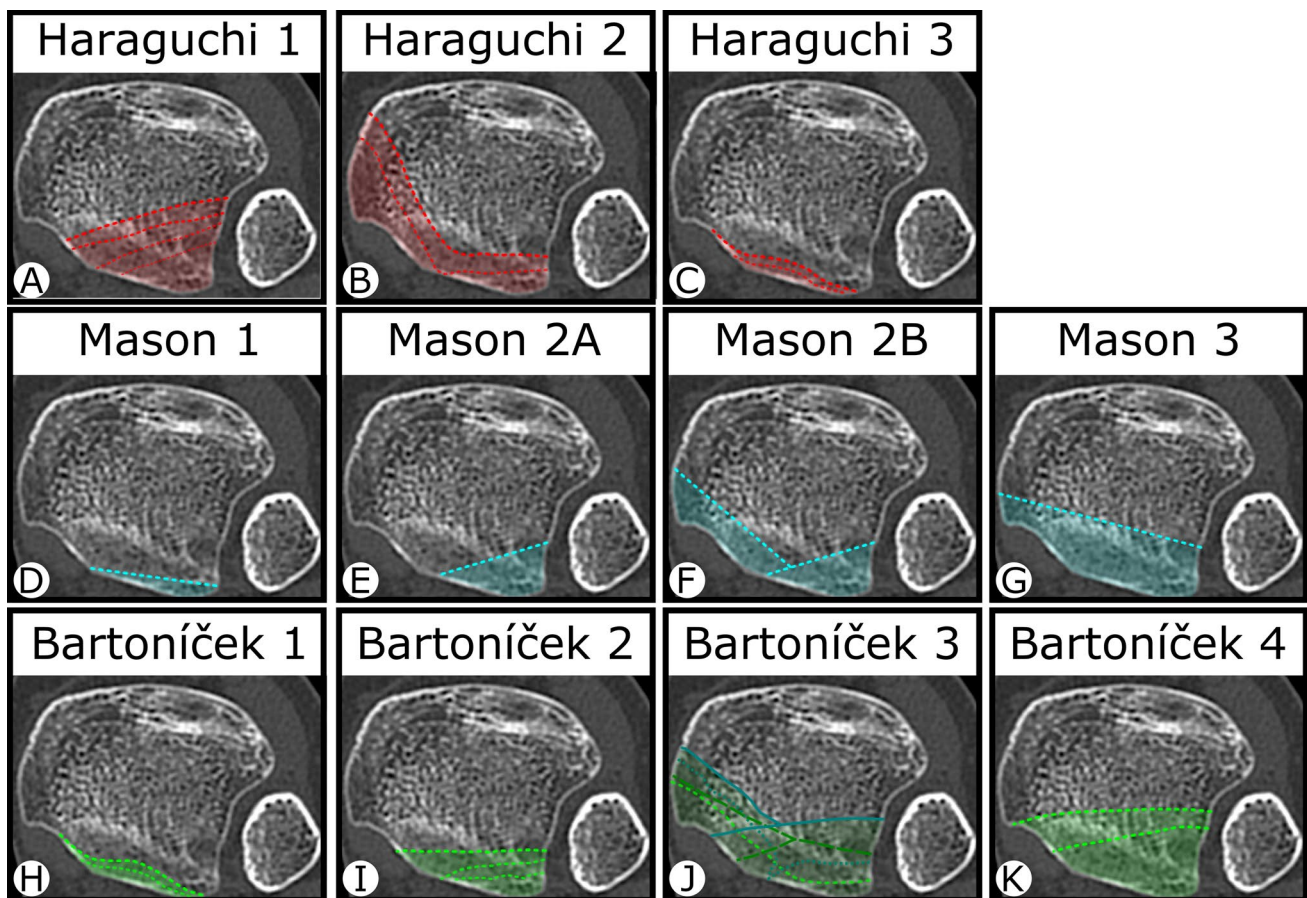 Haraguchi 1
Haraguchi 2
Haraguchi 3
A
B
C
Mason 1
Mason 2A
Mason 2B
Mason 3
D
E
F
G
Bartoníček 1
Bartoníček 2
Bartoníček 3
Bartoníček 4
H
I
J
K